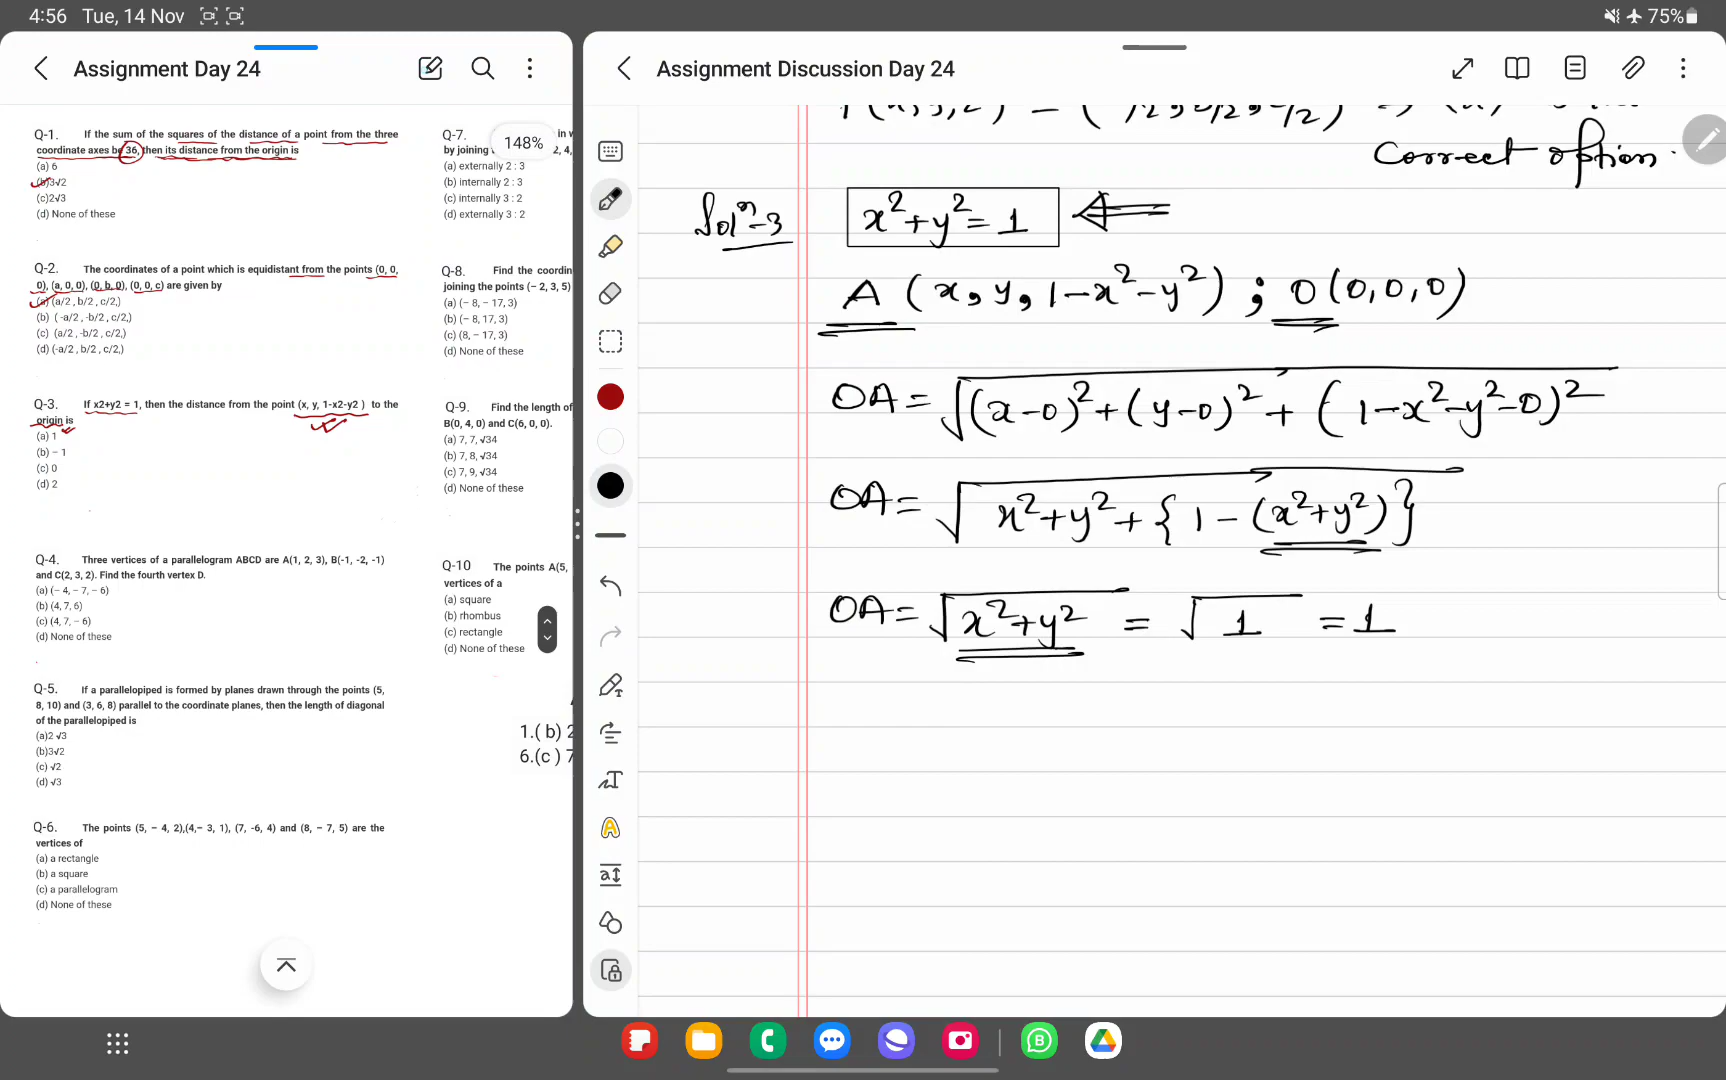 4:56 Tue, 14 Nov
75%
Assignment Day 24
Q-1. If the sum of the squares of the distance of a point from the three
coordinate axes be 36, then its distance from the origin is
(a) 6
(b)3√2
(c)2√3
(d) None of these
Q-2. The coordinates of a point which is equidistant from the points (0, 0,
0), (a, 0, 0), (0, b, 0), (0, 0, c) are given by
(a) (a/2 , b/2 , c/2,)
(b) ( -a/2 , -b/2 , c/2,)
(c) (a/2 , -b/2 , c/2,)
(d) (-a/2 , b/2 , c/2,)
Q-3. If x2+y2 = 1, then the distance from the point (x, y, 1-x2-y2 ) to the
origin is
(a) 1
(b) – 1
(c) 0
(d) 2
Q-4. Three vertices of a parallelogram ABCD are A(1, 2, 3), B(-1, -2, -1)
and C(2, 3, 2). Find the fourth vertex D.
(a) (– 4, – 7, – 6)
(b) (4, 7, 6)
(c) (4, 7, – 6)
(d) None of these
Q-5. If a parallelopiped is formed by planes drawn through the points (5,
8, 10) and (3, 6, 8) parallel to the coordinate planes, then the length of diagonal
of the parallelopiped is
(a)2 √3
(b)3√2
(c) √2
(d) √3
Q-6. The points (5, – 4, 2),(4,– 3, 1), (7, -6, 4) and (8, – 7, 5) are the
vertices of
(a) a rectangle
(b) a square
(c) a parallelogram
(d) None of these
Q-7. in
148%
by joining 2, 4,
(a) externally 2 : 3
(b) internally 2 : 3
(c) internally 3 : 2
(d) externally 3 : 2
Q-8. Find the coordin
joining the points (– 2, 3, 5)
(a) (– 8, – 17, 3)
(b) (– 8, 17, 3)
(c) (8, – 17, 3)
(d) None of these
Q-9. Find the length of
B(0, 4, 0) and C(6, 0, 0).
(a) 7, 7, √34
(b) 7, 8, √34
(c) 7, 9, √34
(d) None of these
Q-10 The points A(5,
vertices of a
(a) square
(b) rhombus
(c) rectangle
(d) None of these
1.( b) 2
6.(c ) 7
Assignment Discussion Day 24
correct option.
Solⁿ-3 x²+y²=1
A (x, y, 1-x²-y²) ; O(0,0,0)
OA = √(x-0)²+(y-0)²+(1-x²-y²-0)²
OA = √x²+y²+{1-(x²+y²)}
OA = √x²+y² = √1 = 1